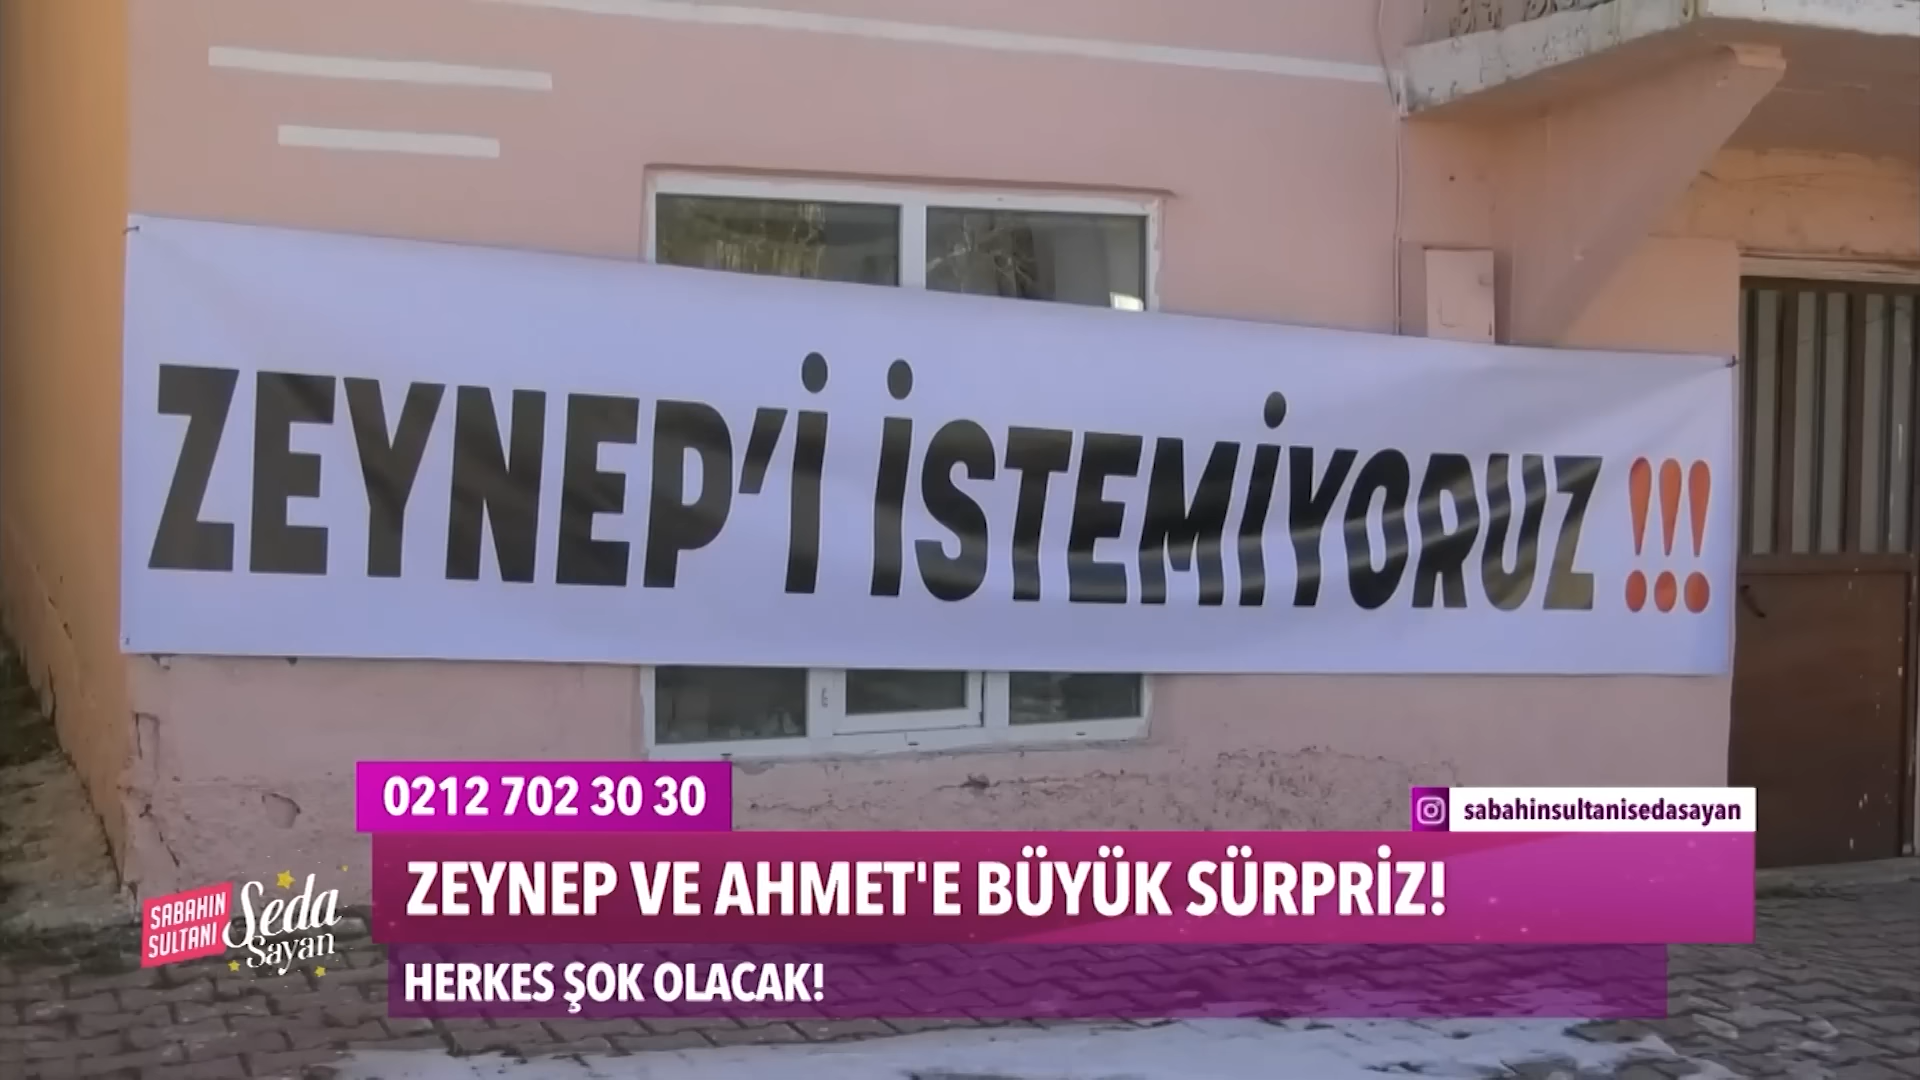 ZEYNEP'İ İSTEMİYORUZ !!!
0212 702 30 30
sabahinsultanisedasayan
ZEYNEP VE AHMET'E BÜYÜK SÜRPRİZ!
SABAHIN
SULTANI
Seda
Sayan
HERKES ŞOK OLACAK!